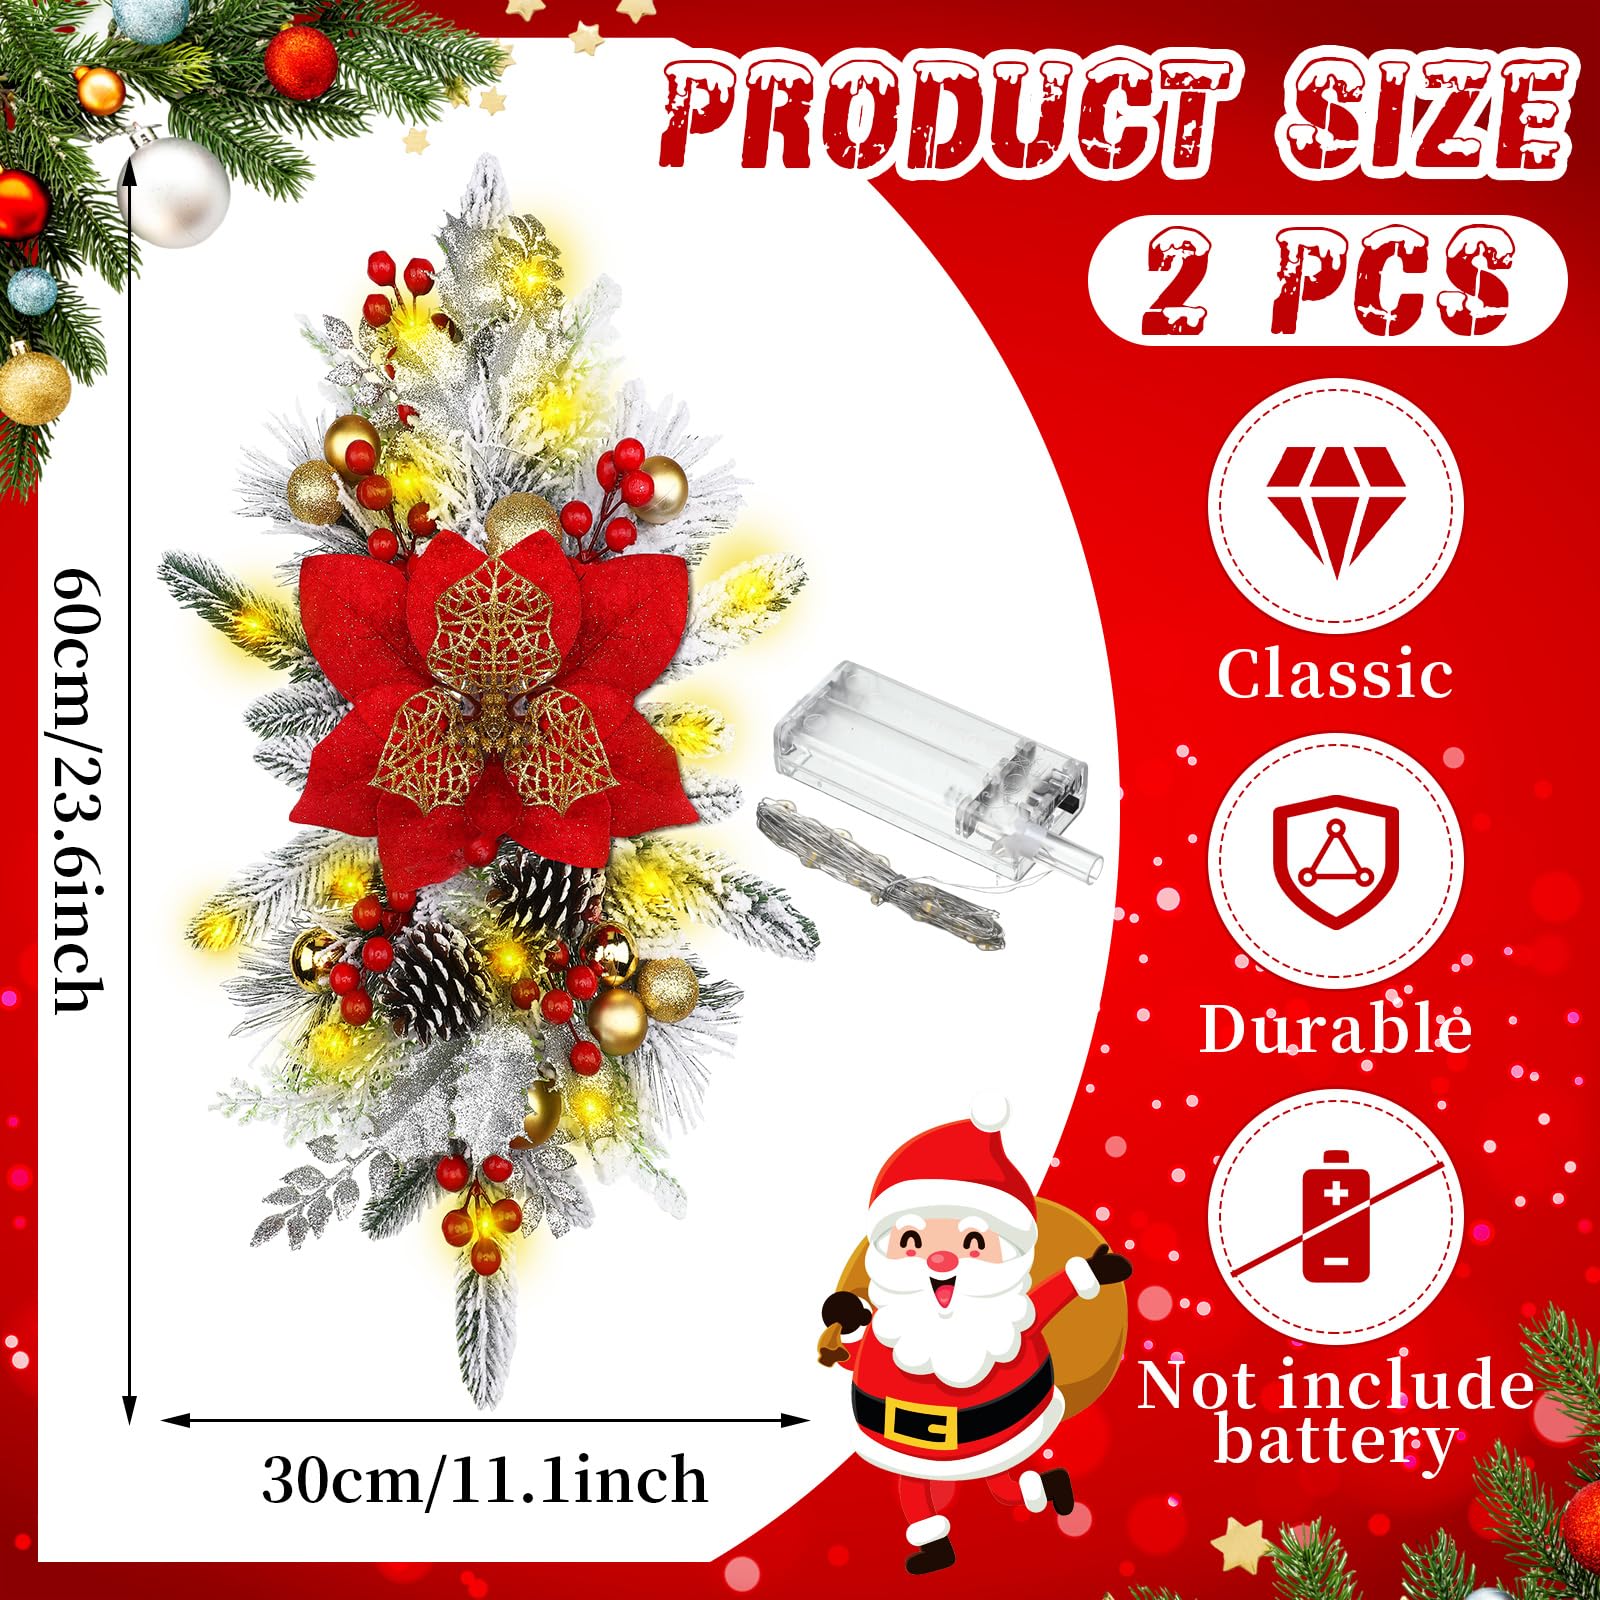 PRODUCT SIZE
2 PCS
60cm/23.6inch
30cm/11.1inch
Classic
Durable
Not include
battery